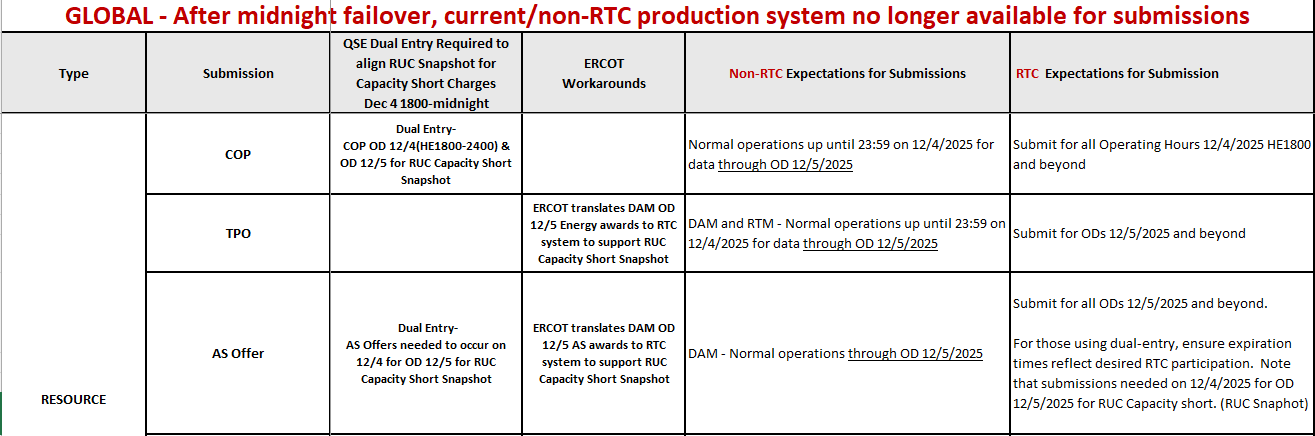 GLOBAL - After midnight failover, current/non-RTC production system no longer available for submissions
Type
Submission
QSE Dual Entry Required to
align RUC Snapshot for
Capacity Short Charges
Dec 4 1800-midnight
ERCOT
Workarounds
Non-RTC Expectations for Submissions
RTC Expectations for Submission
RESOURCE
COP
Dual Entry-
COP OD 12/4(HE1800-2400) &
OD 12/5 for RUC Capacity Short
Snapshot
Normal operations up until 23:59 on 12/4/2025 for
data through OD 12/5/2025
Submit for all Operating Hours 12/4/2025 HE1800
and beyond
TPO
ERCOT translates DAM OD
12/5 Energy awards to RTC
system to support RUC
Capacity Short Snapshot
DAM and RTM - Normal operations up until 23:59 on
12/4/2025 for data through OD 12/5/2025
Submit for ODs 12/5/2025 and beyond
AS Offer
Dual Entry-
AS Offers needed to occur on
12/4 for OD 12/5 for RUC
Capacity Short Snapshot
ERCOT translates DAM OD
12/5 AS awards to RTC
system to support RUC
Capacity Short Snapshot
DAM - Normal operations through OD 12/5/2025
Submit for all ODs 12/5/2025 and beyond.
For those using dual-entry, ensure expiration
times reflect desired RTC participation. Note
that submissions needed on 12/4/2025 for OD
12/5/2025 for RUC Capacity short. (RUC Snaphot)